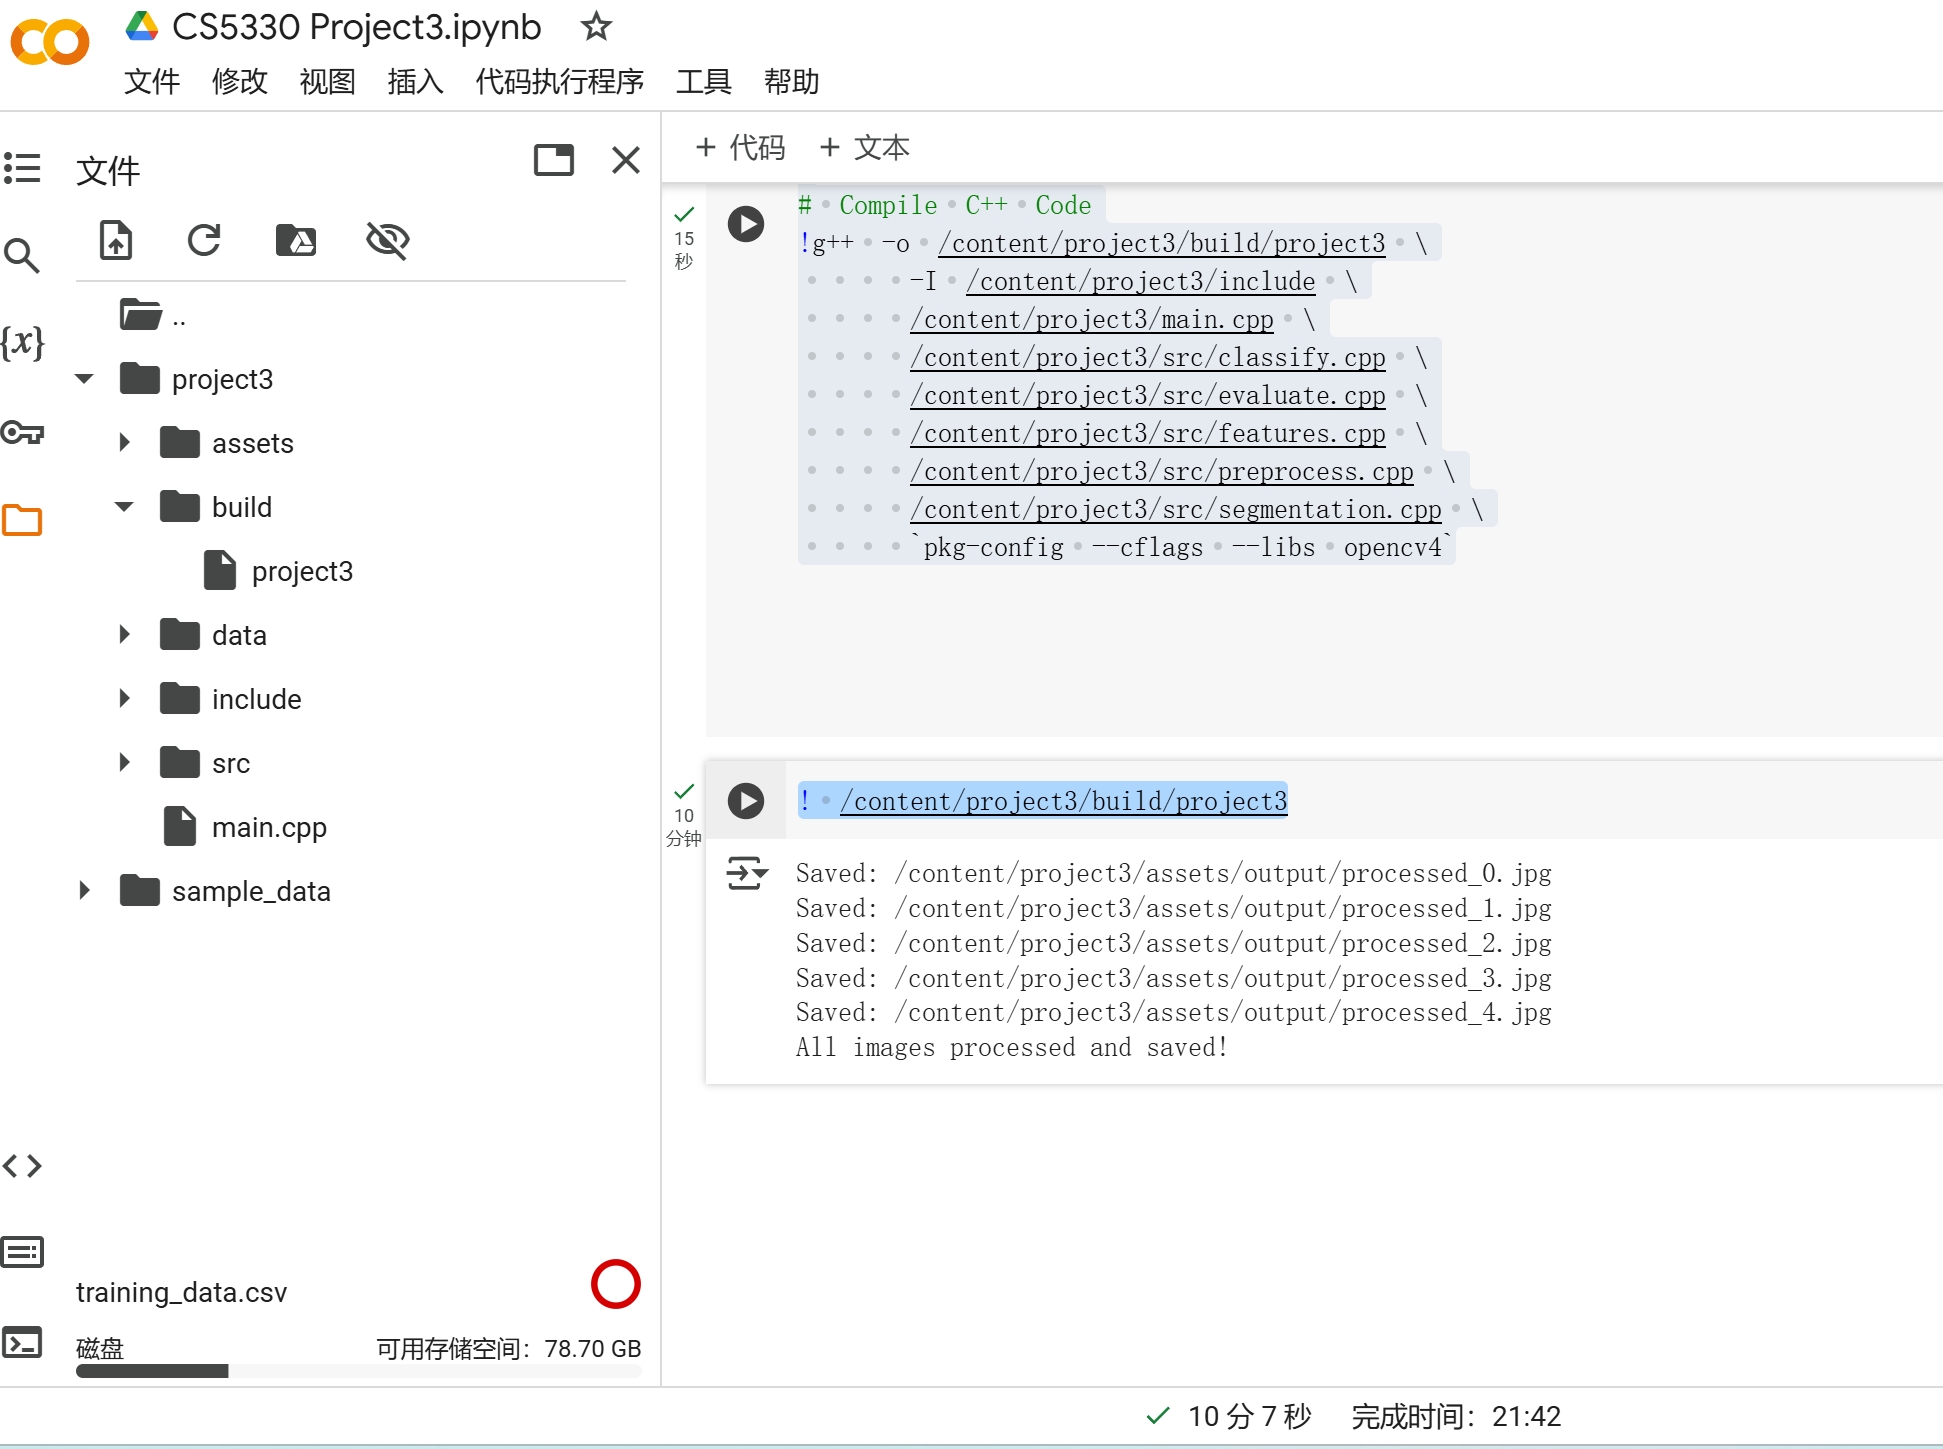 CS5330 Project3.ipynb
文件 修改 视图 插入 代码执行程序 工具 帮助
文件
..
project3
assets
build
project3
data
include
src
main.cpp
sample_data
training_data.csv
磁盘 可用存储空间：78.70 GB
+ 代码 + 文本
15
秒
# Compile C++ Code
!g++ -o /content/project3/build/project3 \
-I /content/project3/include \
/content/project3/main.cpp \
/content/project3/src/classify.cpp \
/content/project3/src/evaluate.cpp \
/content/project3/src/features.cpp \
/content/project3/src/preprocess.cpp \
/content/project3/src/segmentation.cpp \
`pkg-config --cflags --libs opencv4`
10
分钟
! /content/project3/build/project3
Saved: /content/project3/assets/output/processed_0.jpg
Saved: /content/project3/assets/output/processed_1.jpg
Saved: /content/project3/assets/output/processed_2.jpg
Saved: /content/project3/assets/output/processed_3.jpg
Saved: /content/project3/assets/output/processed_4.jpg
All images processed and saved!
10 分 7 秒 完成时间：21:42